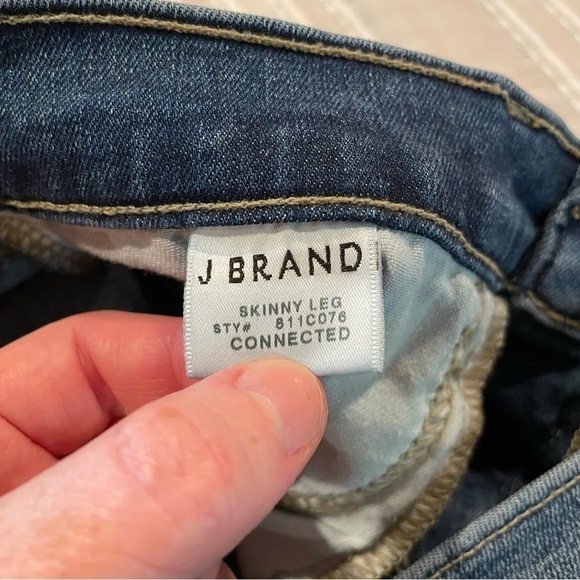 J BRAND
SKINNY LEG
STY# 811C076
CONNECTED